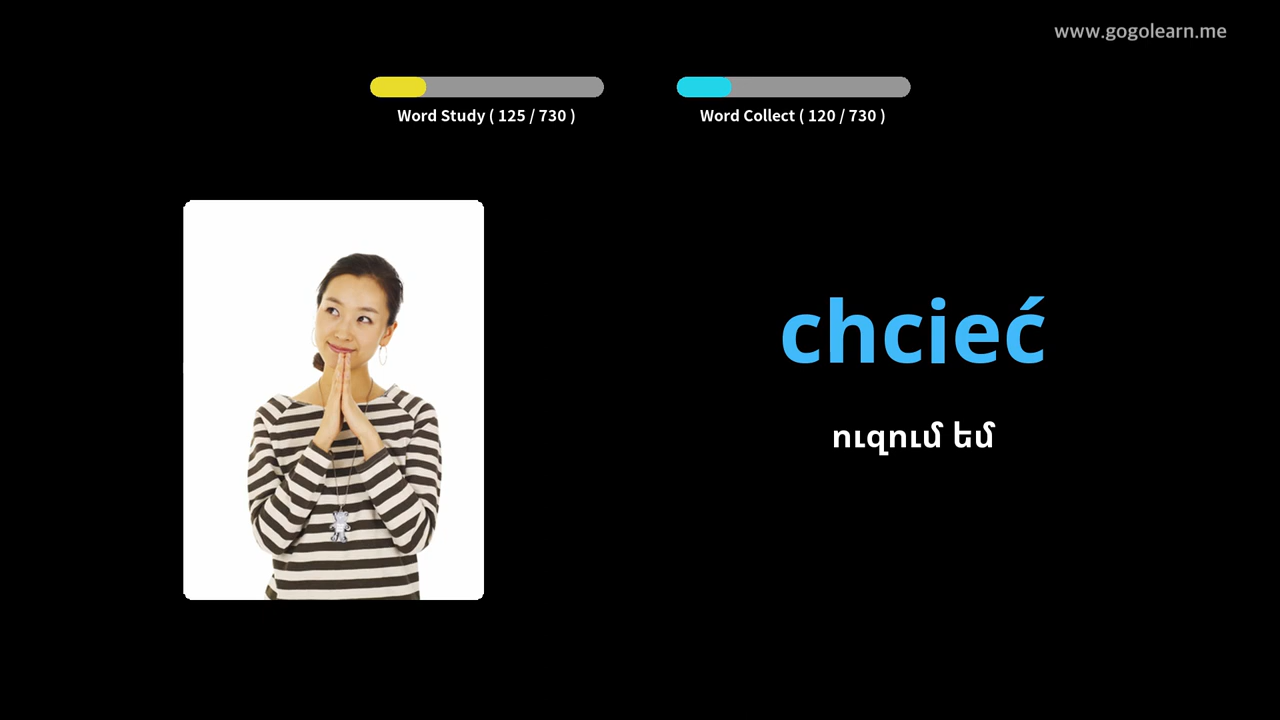 www.gogolearn.me
Word Study ( 125 / 730 )
Word Collect ( 120 / 730 )
chcieć
ուզում եմ